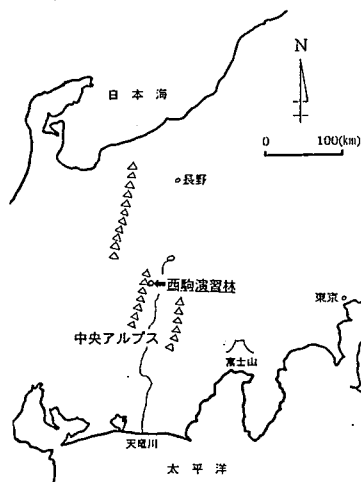 日本海
N
0 100(km)
長野
西駒演習林
東京
中央アルプス
富士山
天竜川
太平洋